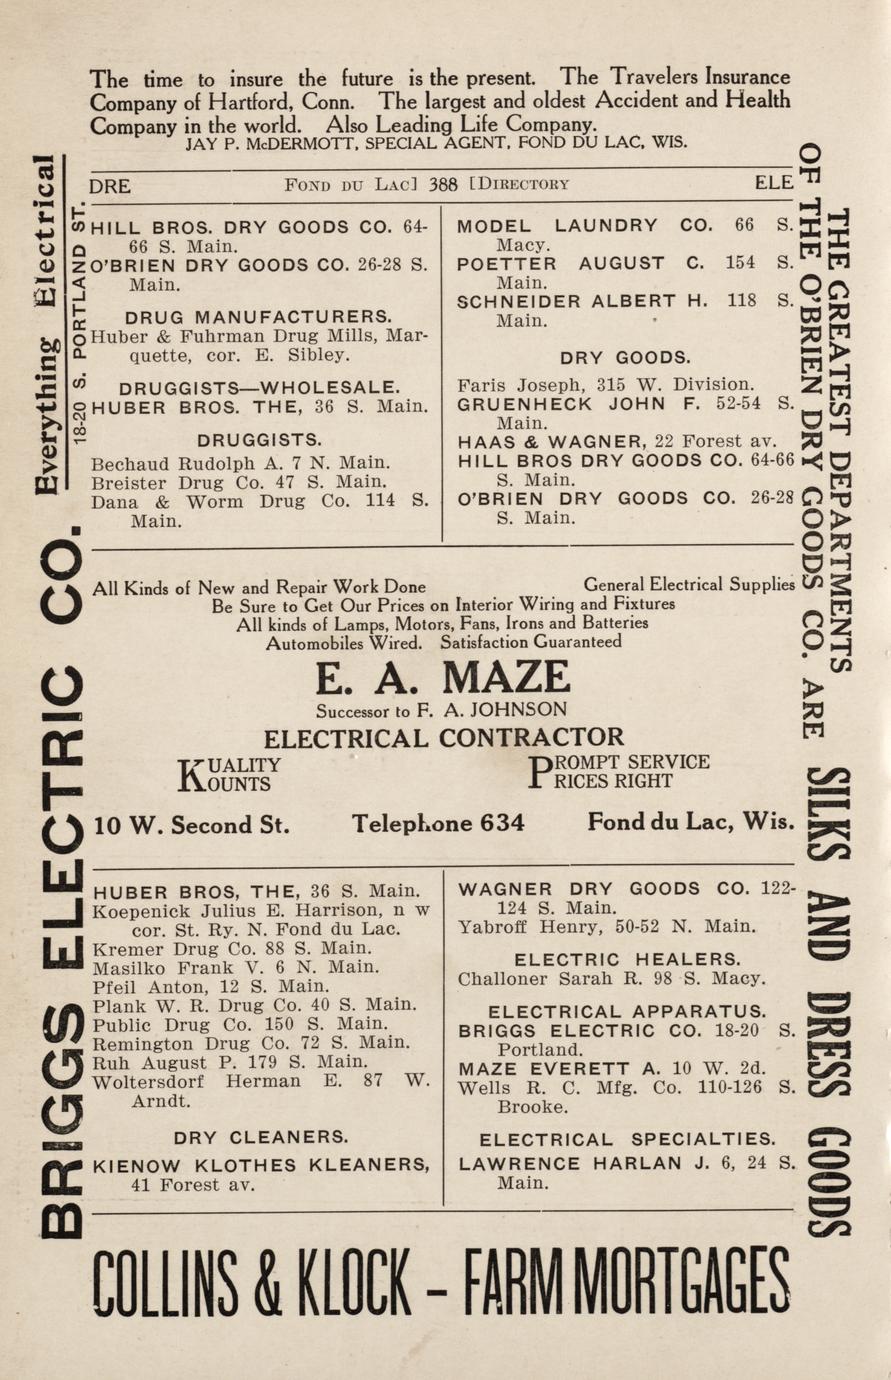 The time to insure the future is the present. The Travelers Insurance
Company of Hartford, Conn. The largest and oldest Accident and Health
Company in the world. Also Leading Life Company.
JAY P. McDERMOTT, SPECIAL AGENT, FOND DU LAC, WIS.
DRE FOND DU LAC] 388 [DIRECTORY ELE
HILL BROS. DRY GOODS CO. 64-
66 S. Main.
O'BRIEN DRY GOODS CO. 26-28 S.
Main.
DRUG MANUFACTURERS.
Huber & Fuhrman Drug Mills, Mar-
quette, cor. E. Sibley.
DRUGGISTS—WHOLESALE.
HUBER BROS. THE, 36 S. Main.
DRUGGISTS.
Bechaud Rudolph A. 7 N. Main.
Breister Drug Co. 47 S. Main.
Dana & Worm Drug Co. 114 S.
Main.
MODEL LAUNDRY CO. 66 S.
Macy.
POETTER AUGUST C. 154 S.
Main.
SCHNEIDER ALBERT H. 118 S.
Main.
DRY GOODS.
Faris Joseph, 315 W. Division.
GRUENHECK JOHN F. 52-54 S.
Main.
HAAS & WAGNER, 22 Forest av.
HILL BROS DRY GOODS CO. 64-66
S. Main.
O'BRIEN DRY GOODS CO. 26-28
S. Main.
All Kinds of New and Repair Work Done General Electrical Supplies
Be Sure to Get Our Prices on Interior Wiring and Fixtures
All kinds of Lamps, Motors, Fans, Irons and Batteries
Automobiles Wired. Satisfaction Guaranteed
E. A. MAZE
Successor to F. A. JOHNSON
ELECTRICAL CONTRACTOR
KUALITY
KOUNTS
PROMPT SERVICE
PRICES RIGHT
10 W. Second St. Telephone 634 Fond du Lac, Wis.
HUBER BROS, THE, 36 S. Main.
Koepenick Julius E. Harrison, n w
cor. St. Ry. N. Fond du Lac.
Kremer Drug Co. 88 S. Main.
Masilko Frank V. 6 N. Main.
Pfeil Anton, 12 S. Main.
Plank W. R. Drug Co. 40 S. Main.
Public Drug Co. 150 S. Main.
Remington Drug Co. 72 S. Main.
Ruh August P. 179 S. Main.
Woltersdorf Herman E. 87 W.
Arndt.
DRY CLEANERS.
KIENOW KLOTHES KLEANERS,
41 Forest av.
WAGNER DRY GOODS CO. 122-
124 S. Main.
Yabroff Henry, 50-52 N. Main.
ELECTRIC HEALERS.
Challoner Sarah R. 98 S. Macy.
ELECTRICAL APPARATUS.
BRIGGS ELECTRIC CO. 18-20 S.
Portland.
MAZE EVERETT A. 10 W. 2d.
Wells R. C. Mfg. Co. 110-126 S.
Brooke.
ELECTRICAL SPECIALTIES.
LAWRENCE HARLAN J. 6, 24 S.
Main.
COLLINS & KLOCK – FARM MORTGAGES
BRIGGS ELECTRIC CO.
Everything Electrical
18-20 S. PORTLAND ST.
THE GREATEST DEPARTMENTS
OF THE O'BRIEN DRY GOODS CO. ARE
SILKS AND DRESS GOODS